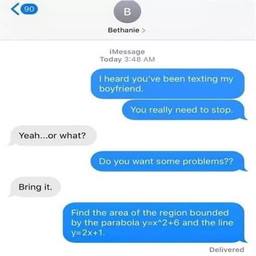 90
B
Bethanie >
iMessage
Today 3:48 AM
I heard you've been texting my
boyfriend.
You really need to stop.
Yeah...or what?
Do you want some problems??
Bring it.
Find the area of the region bounded
by the parabola y=x^2+6 and the line
y=2x+1.
Delivered